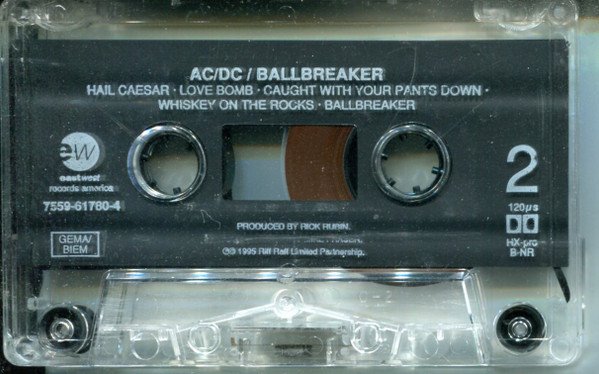 AC/DC / BALLBREAKER
HAIL CAESAR · LOVE BOMB · CAUGHT WITH YOUR PANTS DOWN ·
WHISKEY ON THE ROCKS · BALLBREAKER
ew
eastwest
records america
7559-61780-4
GEMA/
BIEM
2
120µs
HX-pro
B-NR
PRODUCED BY RICK RUBIN.
℗© 1995 Riff Raff Limited Partnership.